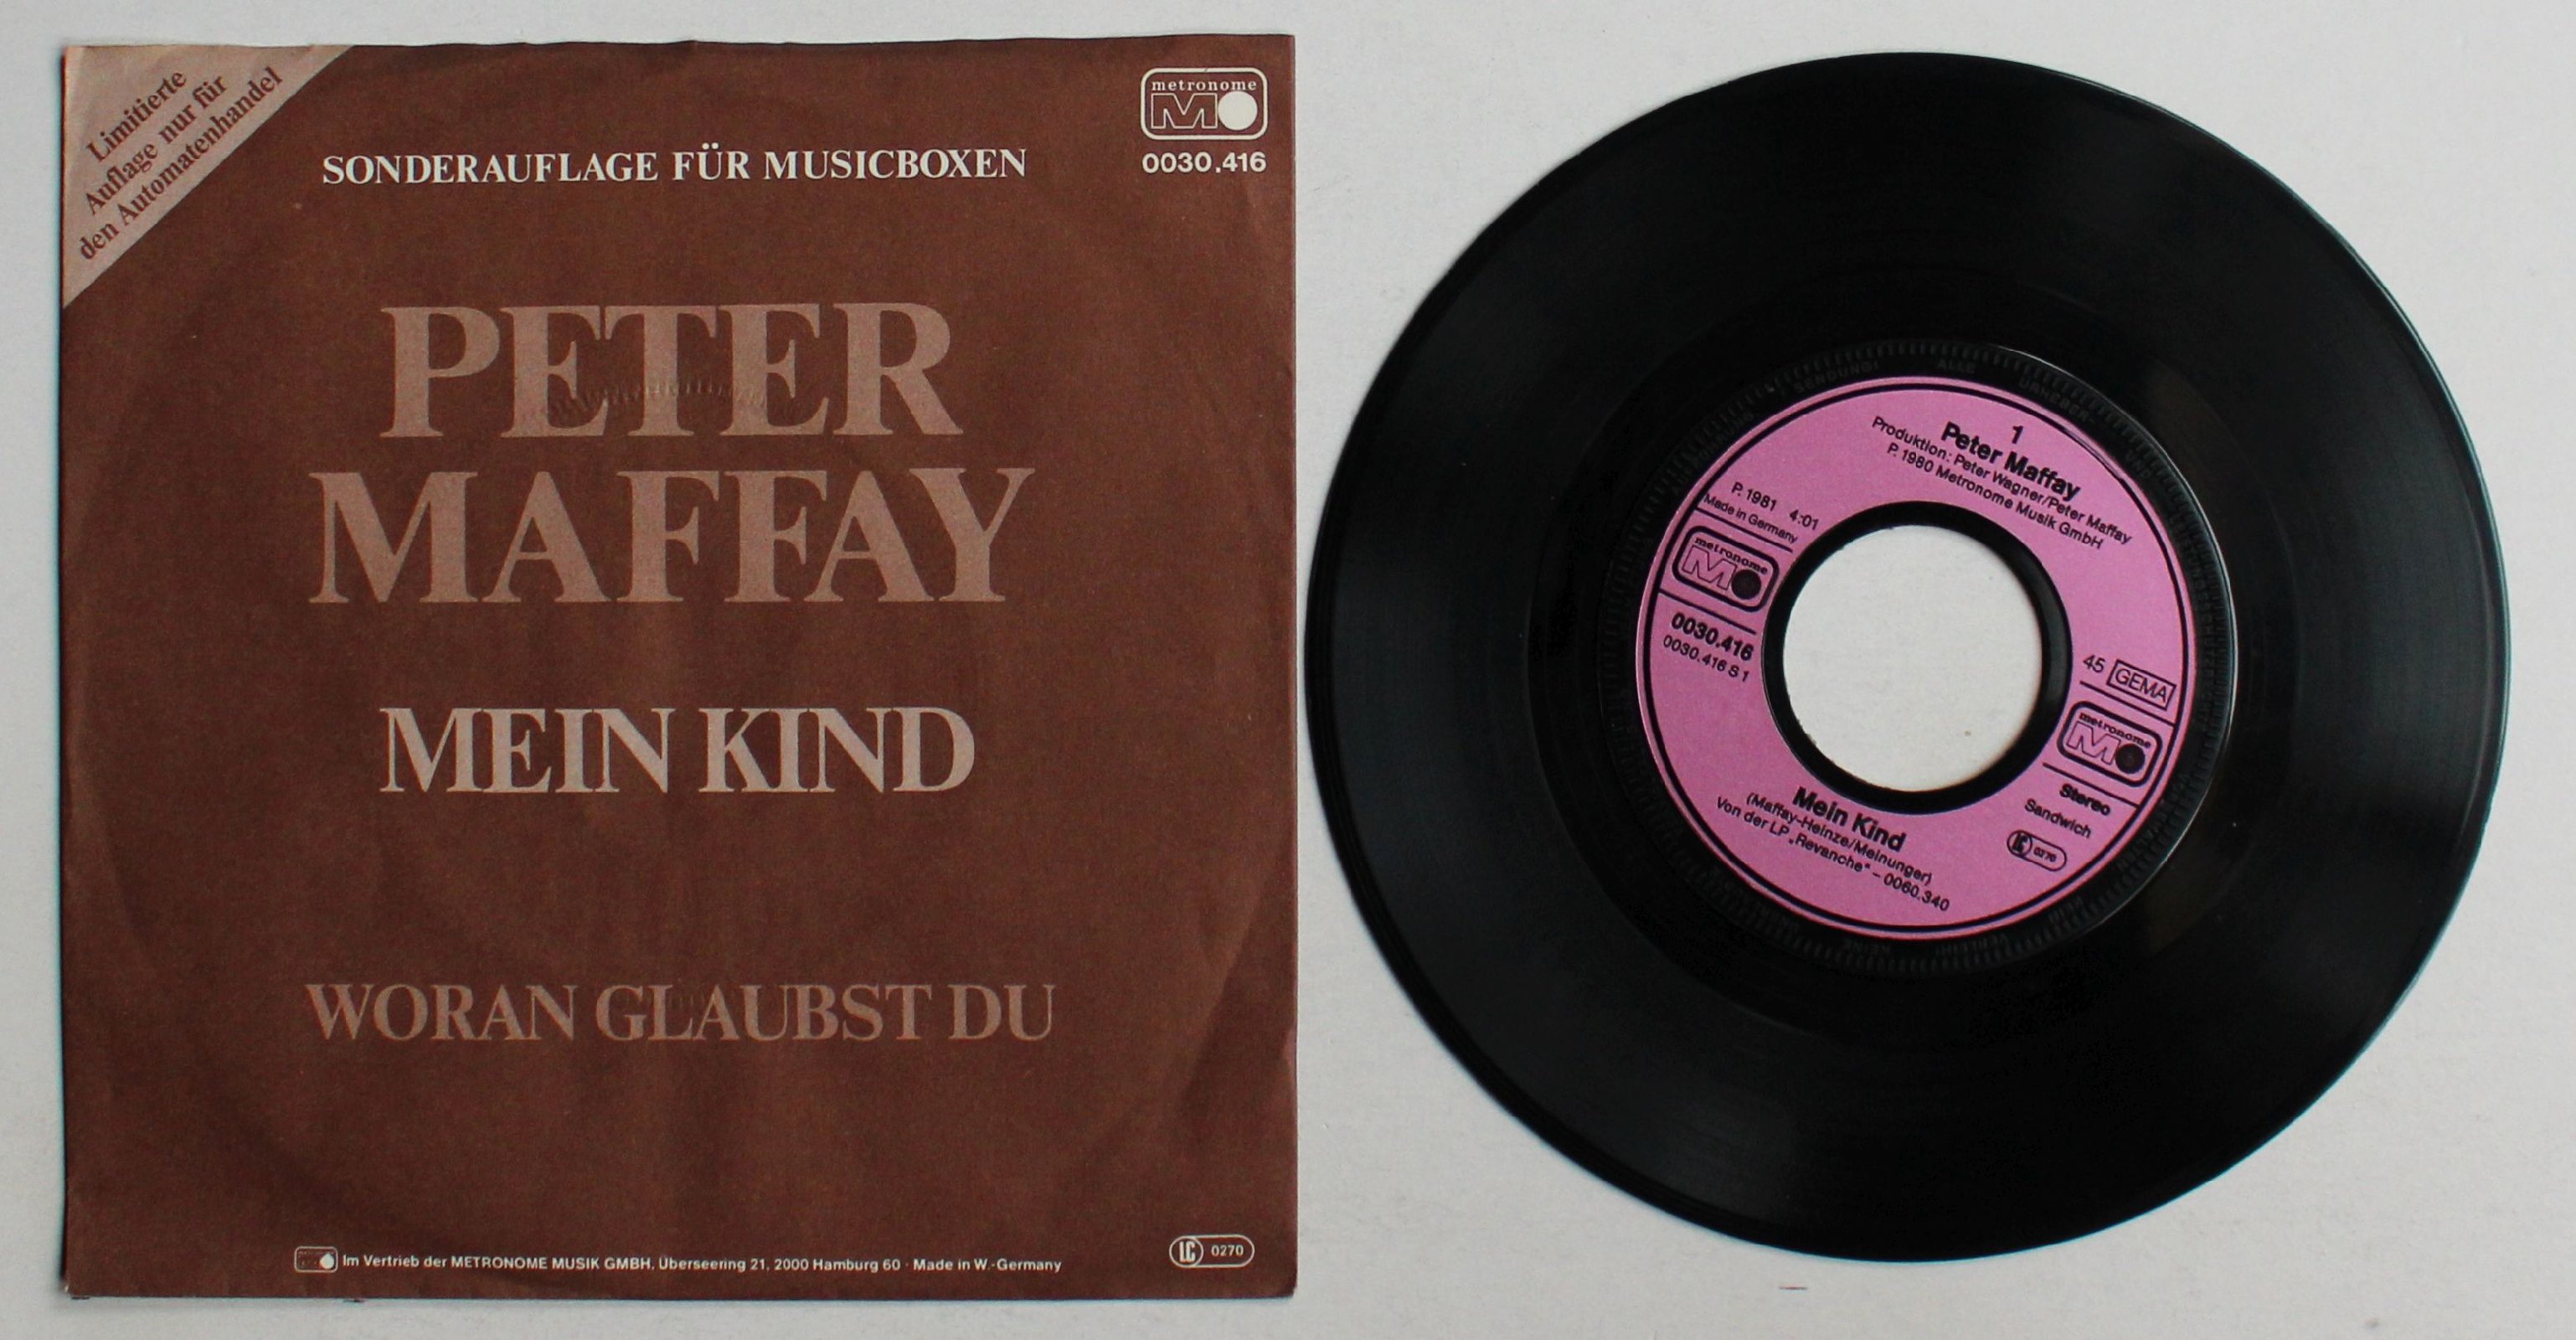 Limitierte
Auflage nur für
den Automatenhandel
metronome
0030.416
SONDERAUFLAGE FÜR MUSICBOXEN
PETER
MAFFAY
MEIN KIND
WORAN GLAUBST DU
Im Vertrieb der METRONOME MUSIK GMBH, Überseering 21, 2000 Hamburg 60 · Made in W.-Germany
LC 0270
1
Peter Maffay
Produktion: Peter Wagner/Peter Maffay
P. 1980 Metronome Musik GmbH
P. 1981 4:01
Made in Germany
metronome
0030.416
0030.416 S 1
45 GEMA
metronome
Stereo
Sandwich
LC 0270
Mein Kind
(Maffay-Heinze/Meinunger)
Von der LP „Revanche“ – 0060.340